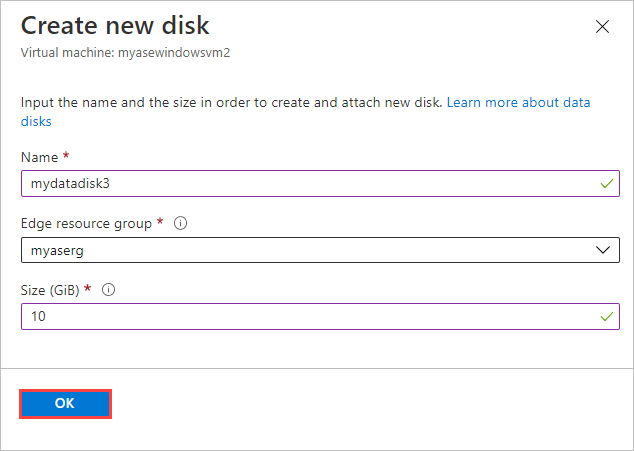 Create new disk
Virtual machine: myasewindowsvm2
Input the name and the size in order to create and attach new disk. Learn more about data
disks
Name *
mydatadisk3
Edge resource group *
myaserg
Size (GiB) *
10
OK